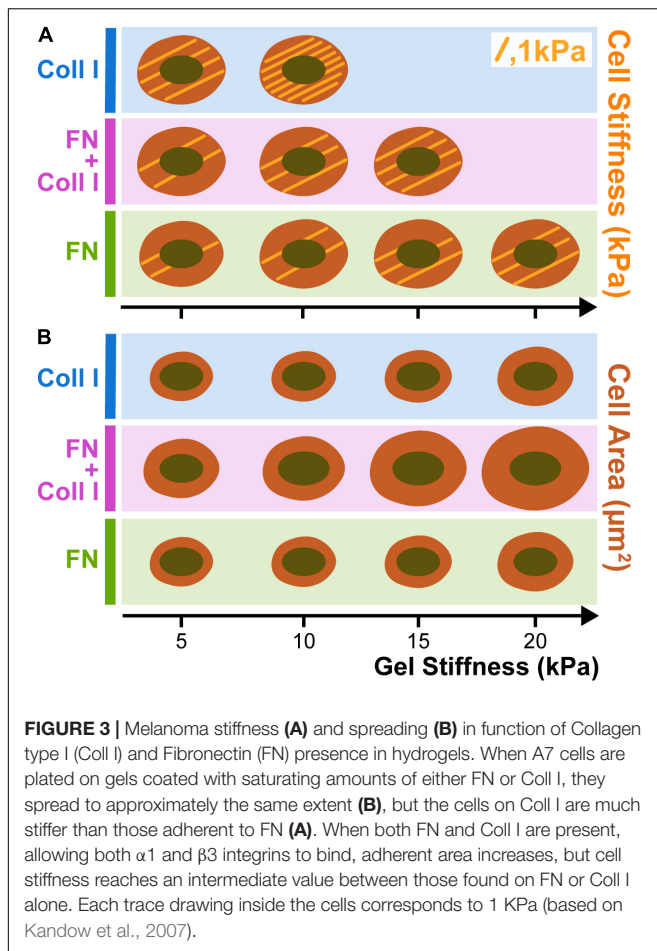 A
Coll I
/,1kPa
FN
+
Coll I
FN
Cell Stiffness (kPa)
B
Coll I
FN
+
Coll I
FN
Cell Area (µm²)
5 10 15 20
Gel Stiffness (kPa)
FIGURE 3 | Melanoma stiffness (A) and spreading (B) in function of Collagen
type I (Coll I) and Fibronectin (FN) presence in hydrogels. When A7 cells are
plated on gels coated with saturating amounts of either FN or Coll I, they
spread to approximately the same extent (B), but the cells on Coll I are much
stiffer than those adherent to FN (A). When both FN and Coll I are present,
allowing both α1 and β3 integrins to bind, adherent area increases, but cell
stiffness reaches an intermediate value between those found on FN or Coll I
alone. Each trace drawing inside the cells corresponds to 1 KPa (based on
Kandow et al., 2007).